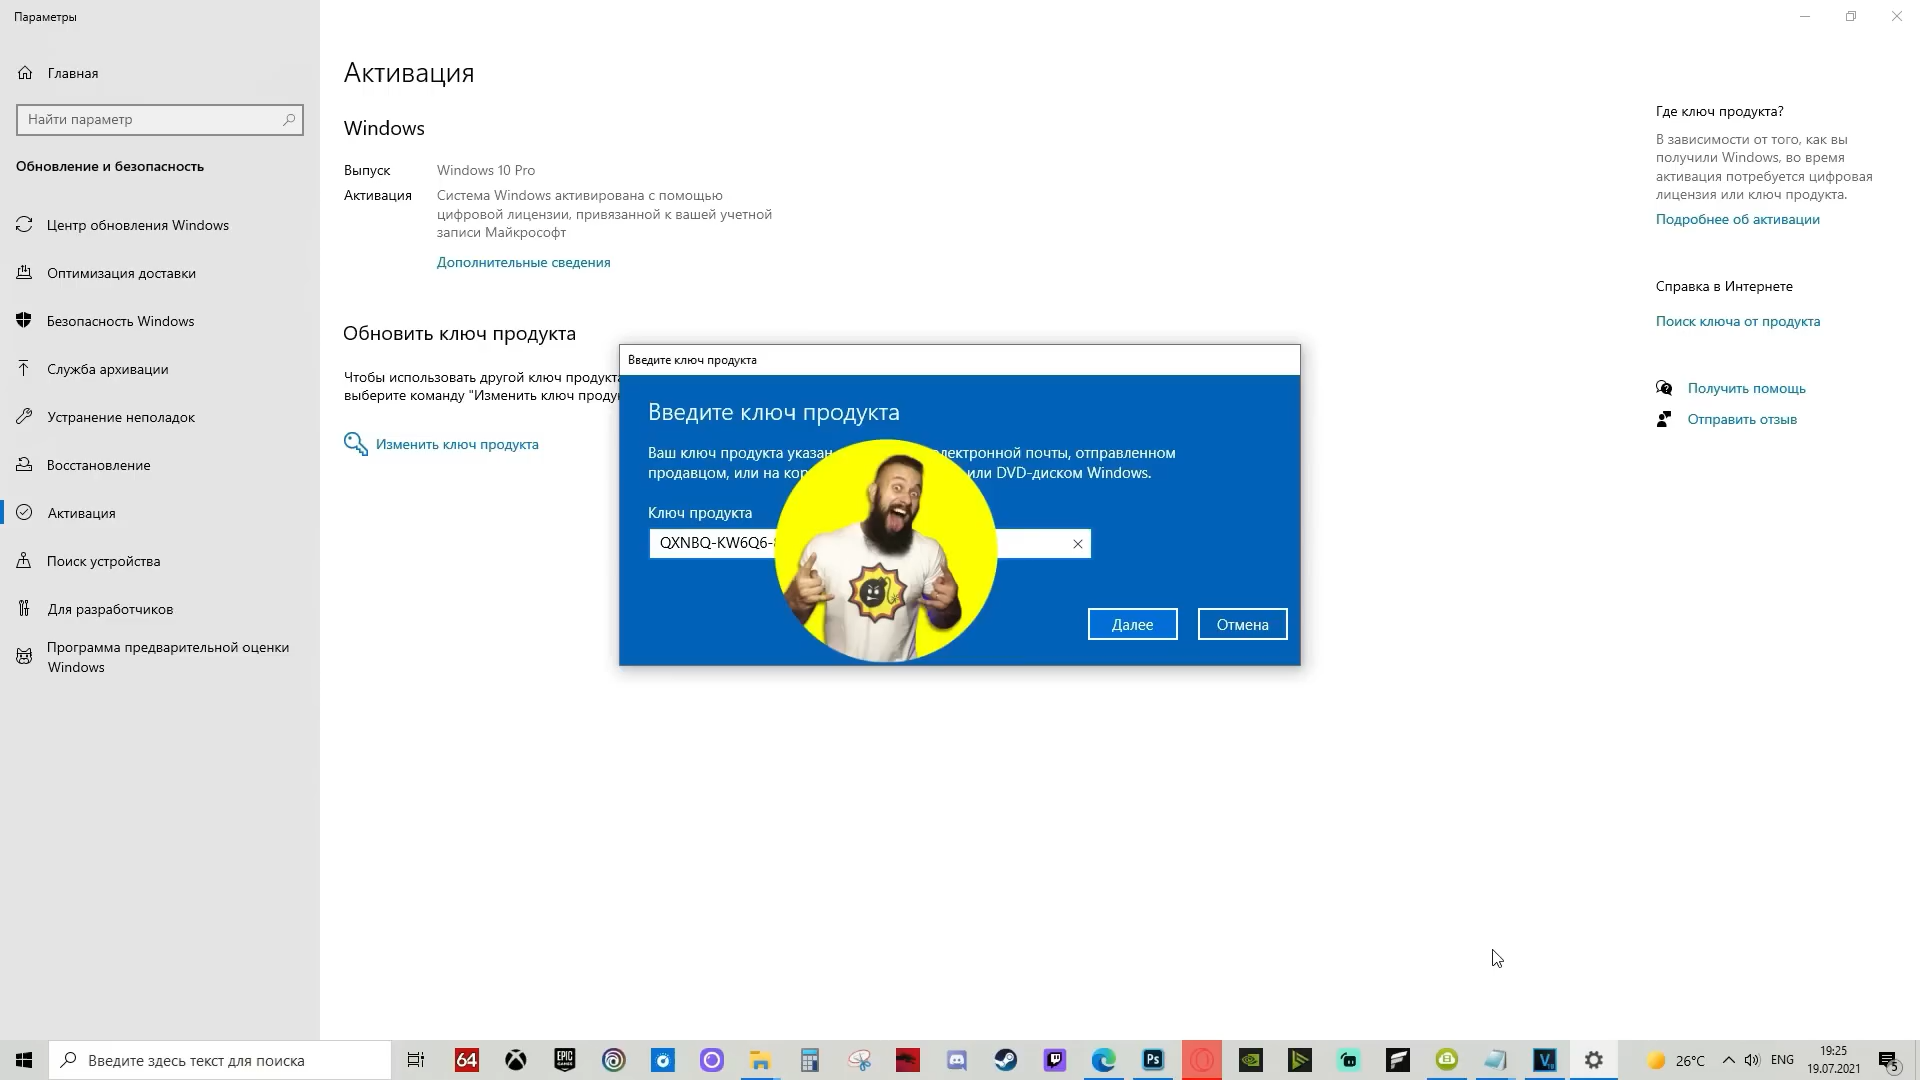 Параметры
Главная
Найти параметр
Обновление и безопасность
Центр обновления Windows
Оптимизация доставки
Безопасность Windows
Служба архивации
Устранение неполадок
Восстановление
Активация
Поиск устройства
Для разработчиков
Программа предварительной оценки
Windows
Активация
Windows
Выпуск Windows 10 Pro
Активация Система Windows активирована с помощью
цифровой лицензии, привязанной к вашей учетной
записи Майкрософт
Дополнительные сведения
Обновить ключ продукта
Чтобы использовать другой ключ продукта
выберите команду "Изменить ключ
Изменить ключ продукта
Введите ключ продукта
Введите ключ продукта
Ваш ключ продукта указан электронной почты, отправленном
продавцом, или на или DVD-диском Windows.
Ключ продукта
QXNBQ-KW6Q6-
Далее
Отмена
Где ключ продукта?
В зависимости от того, как вы
получили Windows, во время
активация потребуется цифровая
лицензия или ключ продукта.
Подробнее об активации
Справка в Интернете
Поиск ключа от продукта
Получить помощь
Отправить отзыв
Введите здесь текст для поиска
64
EPIC
GAMES
Ps
V
26°C
ENG
19:25
19.07.2021
5